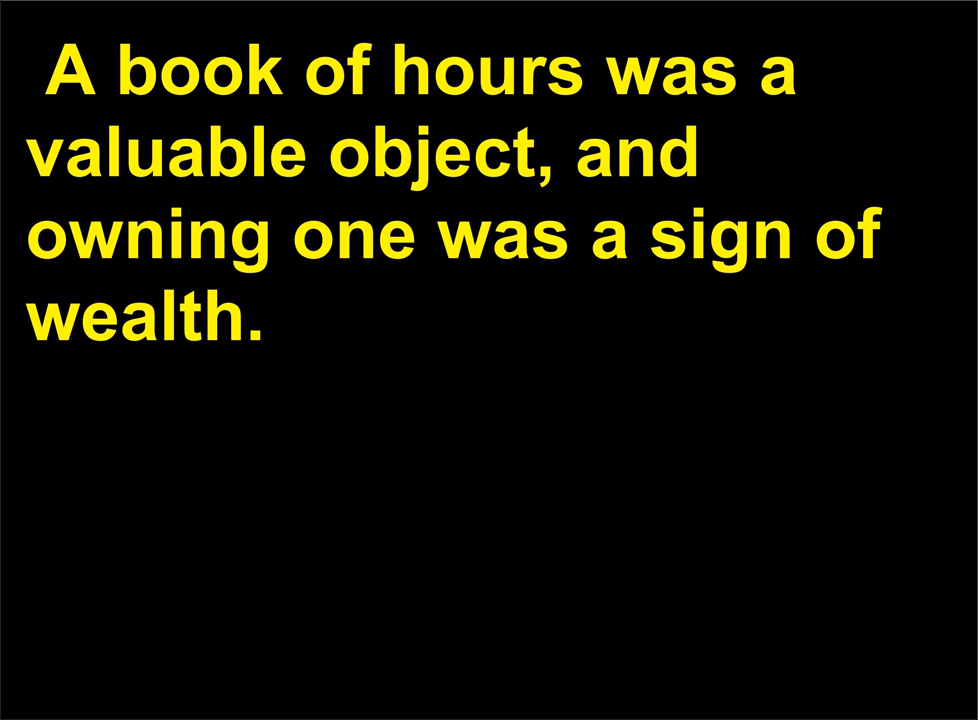 A book of hours was a
valuable object, and
owning one was a sign of
wealth.